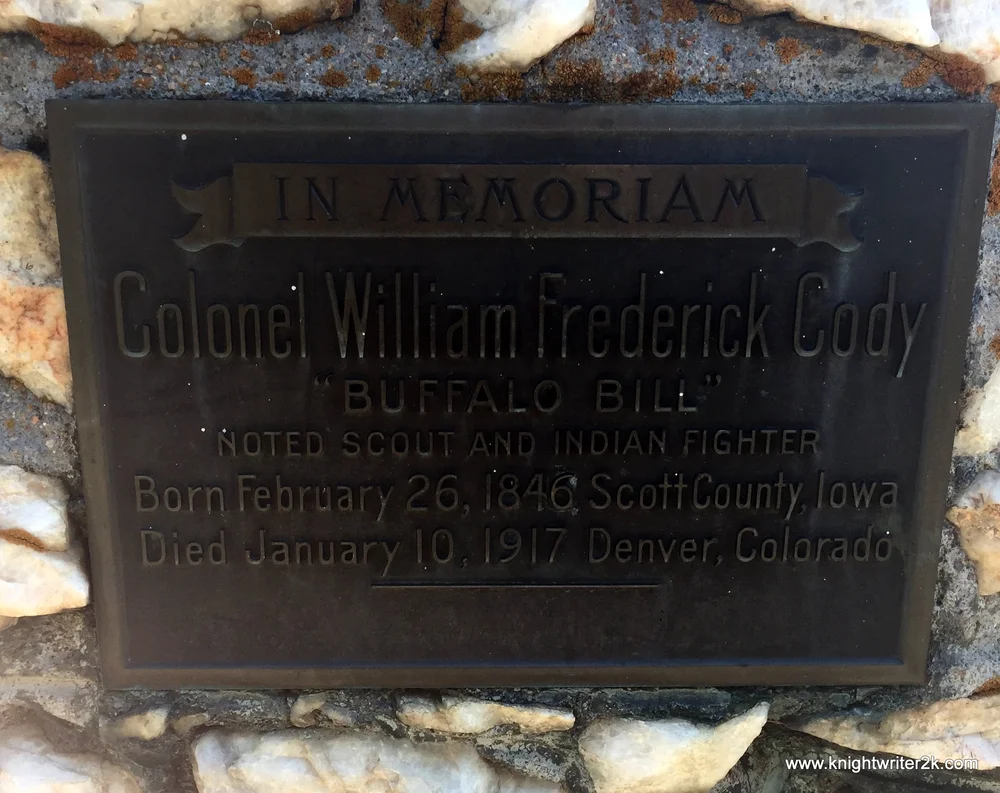 IN MEMORIAM
Colonel William Frederick Cody
"BUFFALO BILL"
NOTED SCOUT AND INDIAN FIGHTER
Born February 26, 1846 Scott County, Iowa
Died January 10, 1917 Denver, Colorado
www.knightwriter2k.com